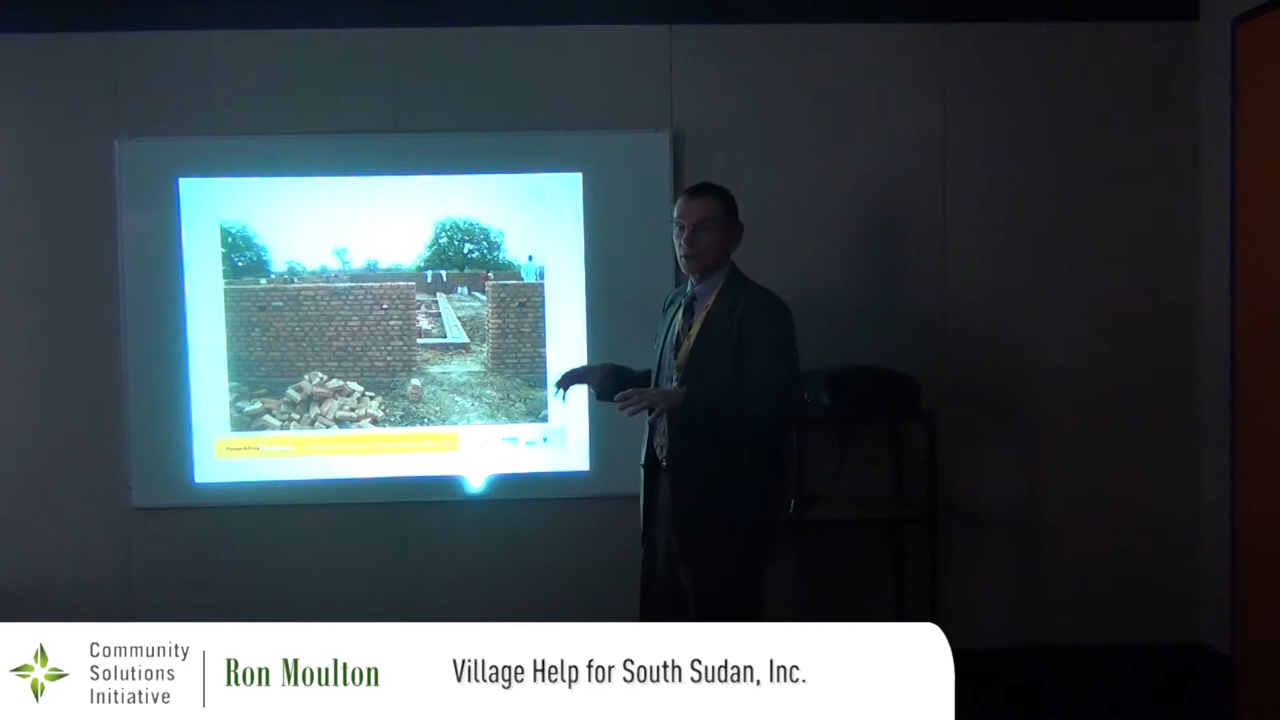 Community
Solutions
Initiative
Ron Moulton
Village Help for South Sudan, Inc.